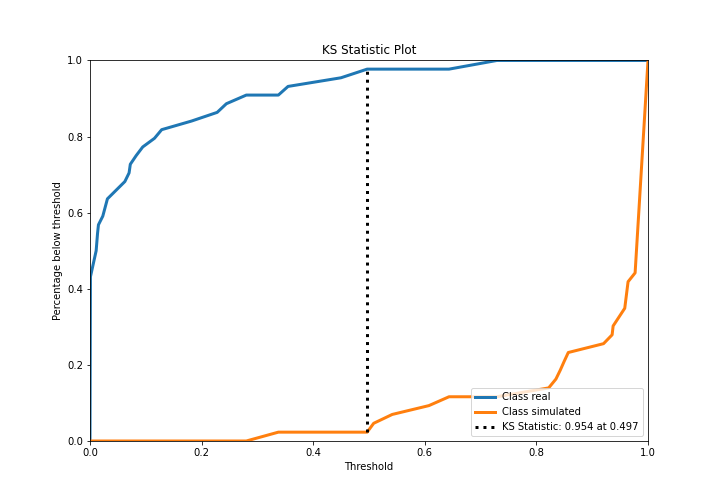 KS Statistic Plot
Percentage below threshold
1.0
0.8
0.6
0.4
0.2
0.0
0.0 0.2 0.4 0.6 0.8 1.0
Threshold
Class real
Class simulated
KS Statistic: 0.954 at 0.497